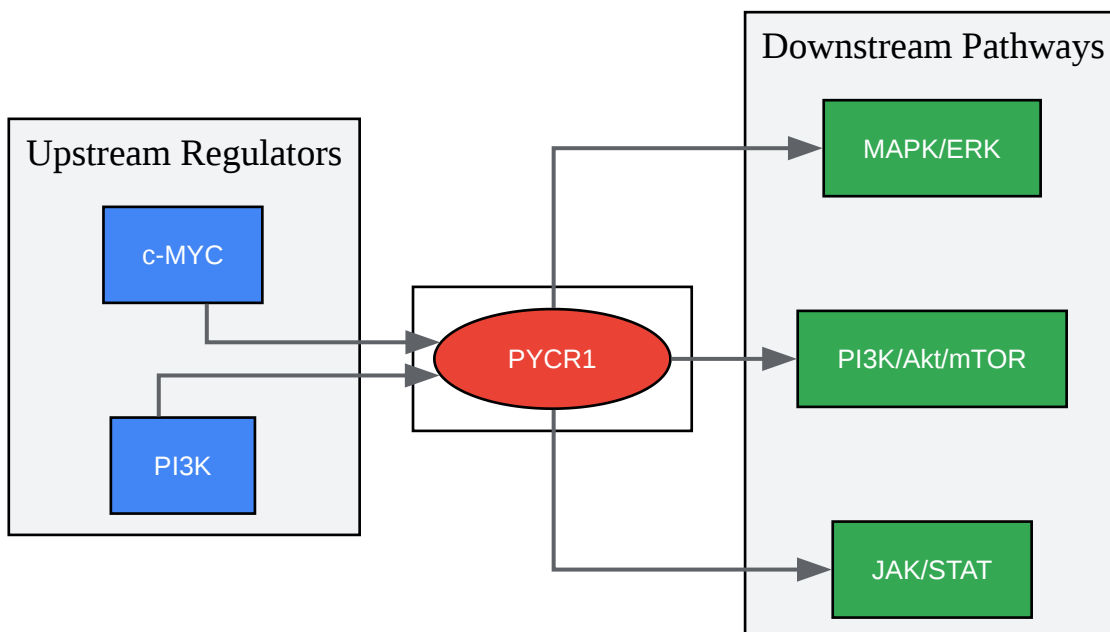 Upstream Regulators
c-MYC
PI3K
PYCR1
Downstream Pathways
MAPK/ERK
PI3K/Akt/mTOR
JAK/STAT